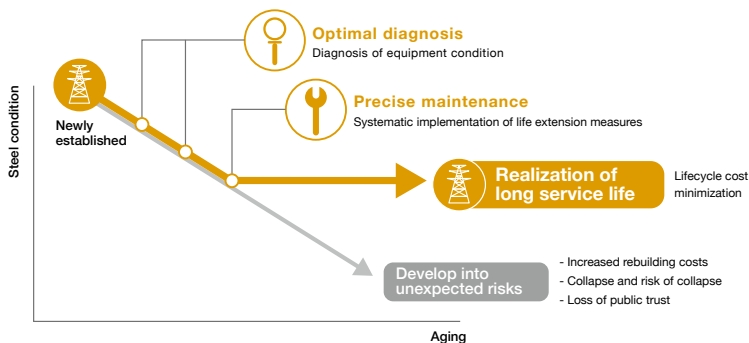 Optimal diagnosis
Diagnosis of equipment condition
Precise maintenance
Systematic implementation of life extension measures
Newly
established
Steel condition
Realization of
long service life
Lifecycle cost
minimization
Develop into
unexpected risks
- Increased rebuilding costs
- Collapse and risk of collapse
- Loss of public trust
Aging